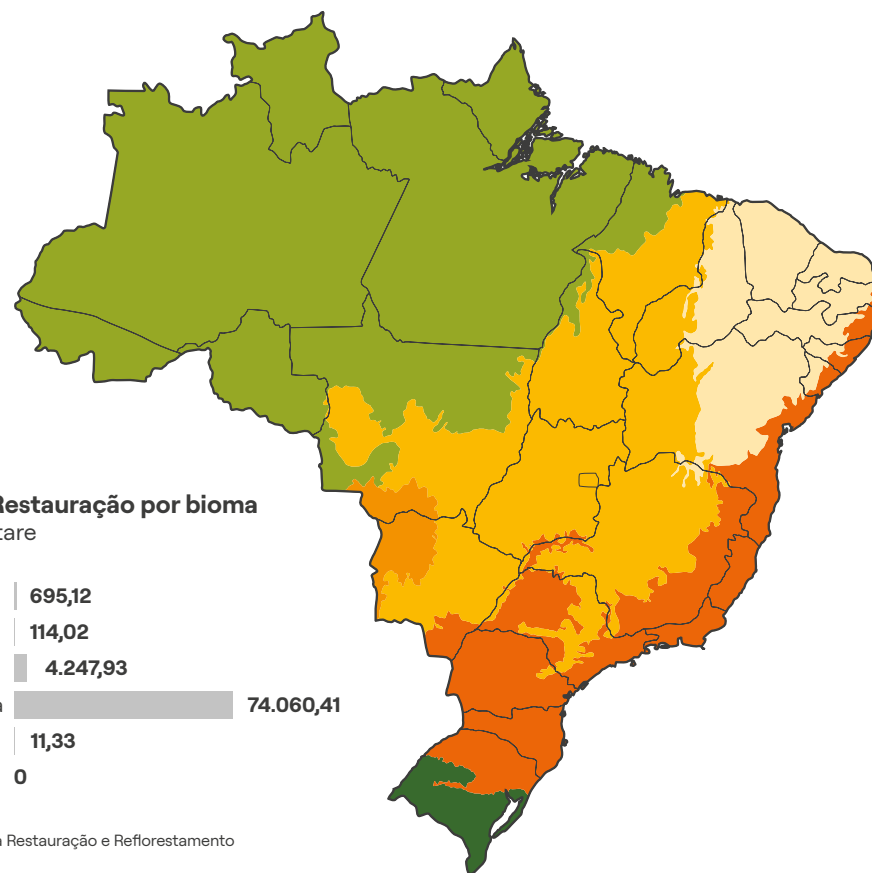 Restauração por bioma
tare
695,12
114,02
4.247,93
74.060,41
11,33
0
Restauração e Reflorestamento